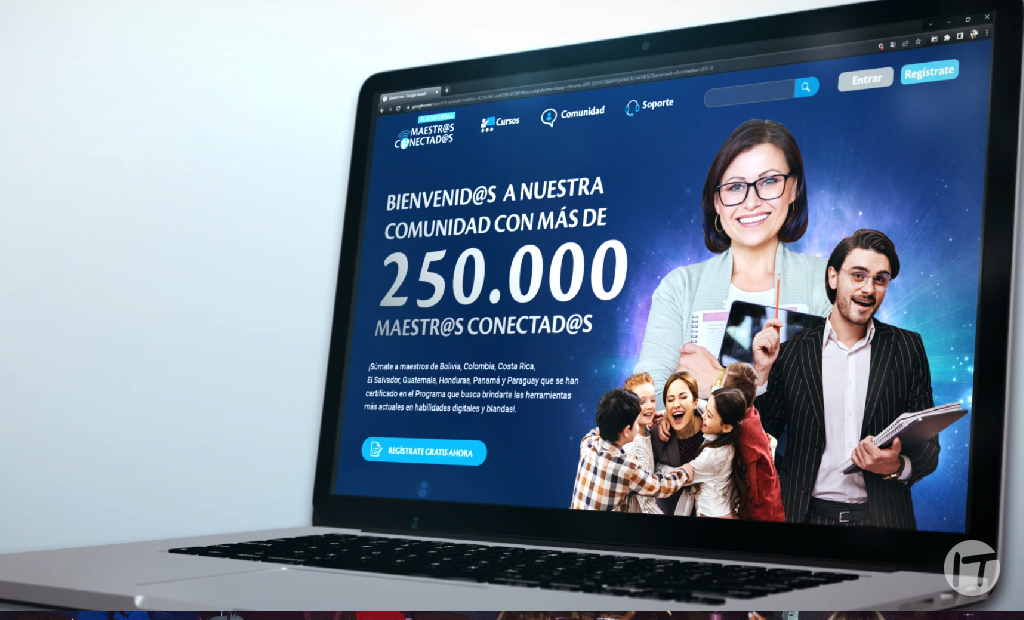 PLATAFORMA
MAESTR@S
CONECTAD@S
Cursos
Comunidad
Soporte
Entrar
Regístrate
BIENVENID@S A NUESTRA
COMUNIDAD CON MÁS DE
250.000
MAESTR@S CONECTAD@S
¡Súmate a maestros de Bolivia, Colombia, Costa Rica,
El Salvador, Guatemala, Honduras, Panamá y Paraguay que se han
certificado en el Programa que busca brindarte las herramientas
más actuales en habilidades digitales y blandas!.
REGÍSTRATE GRATIS AHORA
IT